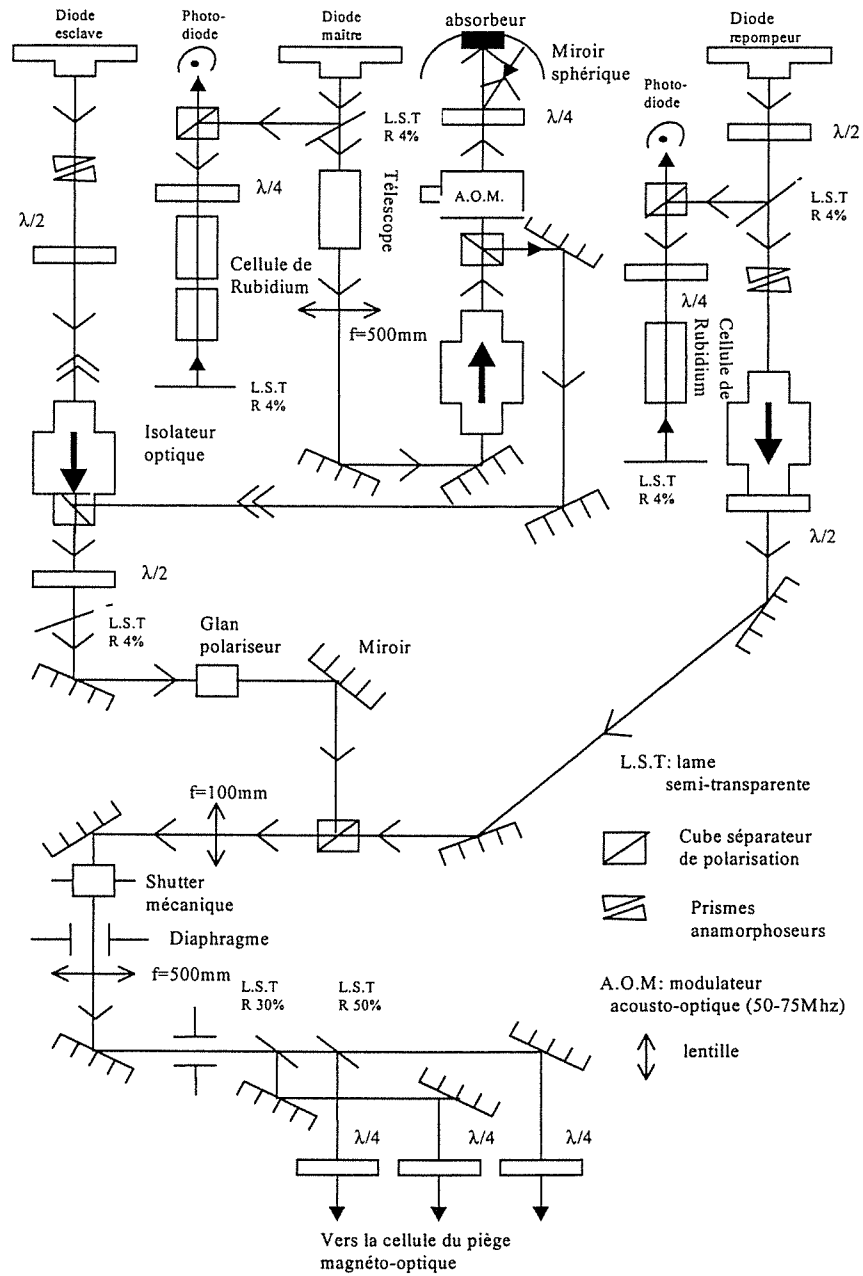 Diode
esclave
Photo-
diode
Diode
maître
absorbeur
Miroir
sphérique
Diode
repompeur
Photo-
diode
L.S.T
R 4%
λ/4
λ/2
λ/4
Télescope
A.O.M.
L.S.T
R 4%
λ/2
Cellule de
Rubidium
λ/4
f=500mm
Cellule de
Rubidium
L.S.T
R 4%
Isolateur
optique
L.S.T
R 4%
λ/2
λ/2
L.S.T
R 4%
Glan
polariseur
Miroir
L.S.T: lame
semi-transparente
f=100mm
Cube séparateur
de polarisation
Shutter
mécanique
Prismes
anamorphoseurs
Diaphragme
f=500mm
L.S.T
R 30%
L.S.T
R 50%
A.O.M: modulateur
acousto-optique (50-75Mhz)
lentille
λ/4
λ/4
λ/4
Vers la cellule du piège
magnéto-optique